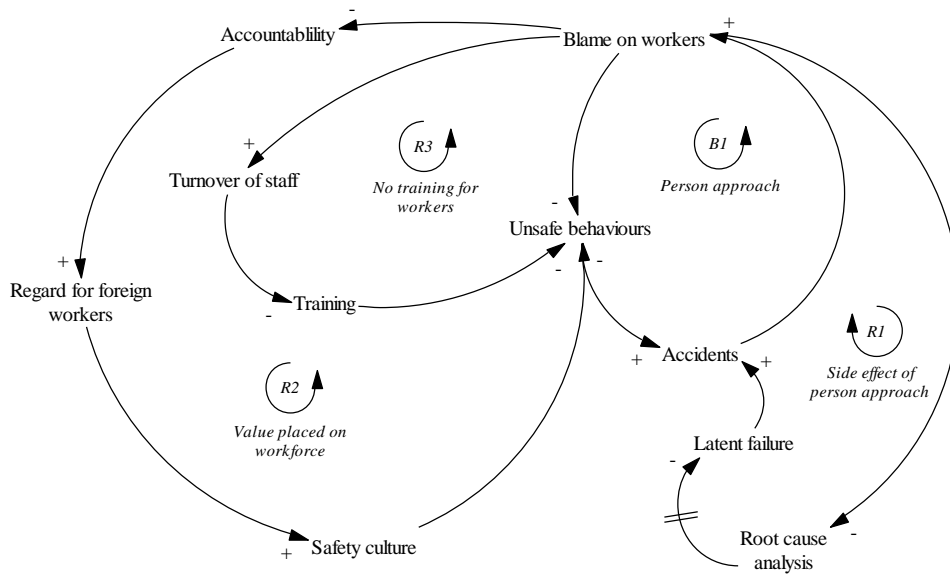 -
+
Accountablility
Blame on workers
R3
B1
+
No training for
workers
Person approach
Turnover of staff
-
Unsafe behaviours
+
-
-
Regard for foreign
workers
-
Training
R1
+
Accidents
+
Side effect of
person approach
R2
Value placed on
workforce
-
Latent failure
-
+
Safety culture
Root cause
analysis